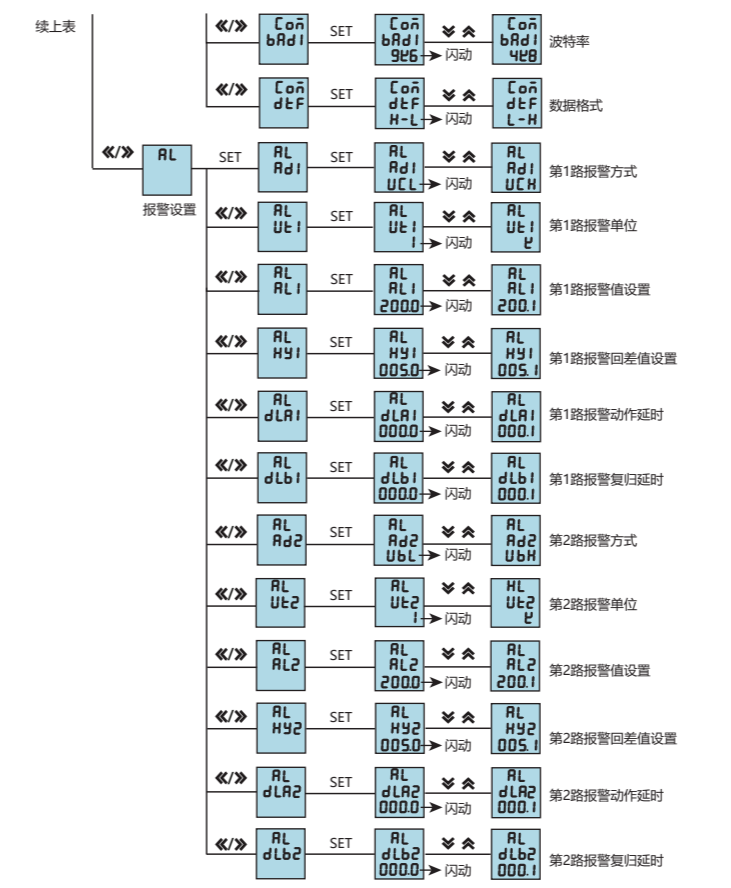 续上表
《/》 Con SET Con Con
bAd1 bAd1 bAd1 波特率
9k6 闪动 4k8
《/》 Con SET Con Con
dtF dtF dtF 数据格式
H-L 闪动 L-H
《/》 AL SET AL SET AL AL
Ad1 Ad1 Ad1 第1路报警方式
UCL 闪动 UCH
报警设置
《/》 AL SET AL AL
Ut1 Ut1 Ut1 第1路报警单位
1 闪动 k
《/》 AL SET AL AL
AL1 AL1 AL1 第1路报警值设置
200.0 闪动 200.1
《/》 AL SET AL AL
HY1 HY1 HY1 第1路报警回差值设置
005.0 闪动 005.1
《/》 AL SET AL AL
dLA1 dLA1 dLA1 第1路报警动作延时
000.0 闪动 000.1
《/》 AL SET AL AL
dLb1 dLb1 dLb1 第1路报警复归延时
000.0 闪动 000.1
《/》 AL SET AL AL
Ad2 Ad2 Ad2 第2路报警方式
UbL 闪动 UbH
《/》 AL SET AL HL
Ut2 Ut2 Ut2 第2路报警单位
1 闪动 k
《/》 AL SET AL AL
AL2 AL2 AL2 第2路报警值设置
200.0 闪动 200.1
《/》 AL SET AL AL
HY2 HY2 HY2 第2路报警回差值设置
005.0 闪动 005.1
《/》 AL SET AL AL
dLA2 dLA2 dLA2 第2路报警动作延时
000.0 闪动 000.1
《/》 AL SET AL AL
dLb2 dLb2 dLb2 第2路报警复归延时
000.0 闪动 000.1